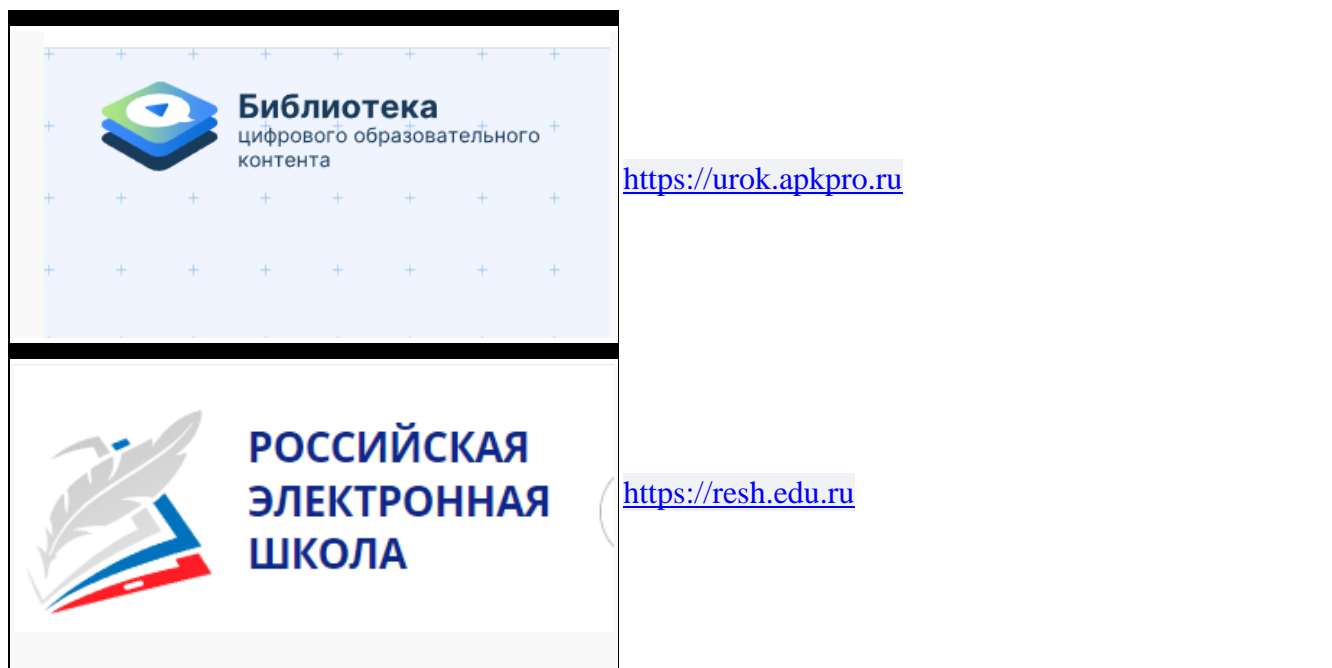 Библиотека
цифрового образовательного
контента
https://urok.apkpro.ru
РОССИЙСКАЯ
ЭЛЕКТРОННАЯ
ШКОЛА
https://resh.edu.ru